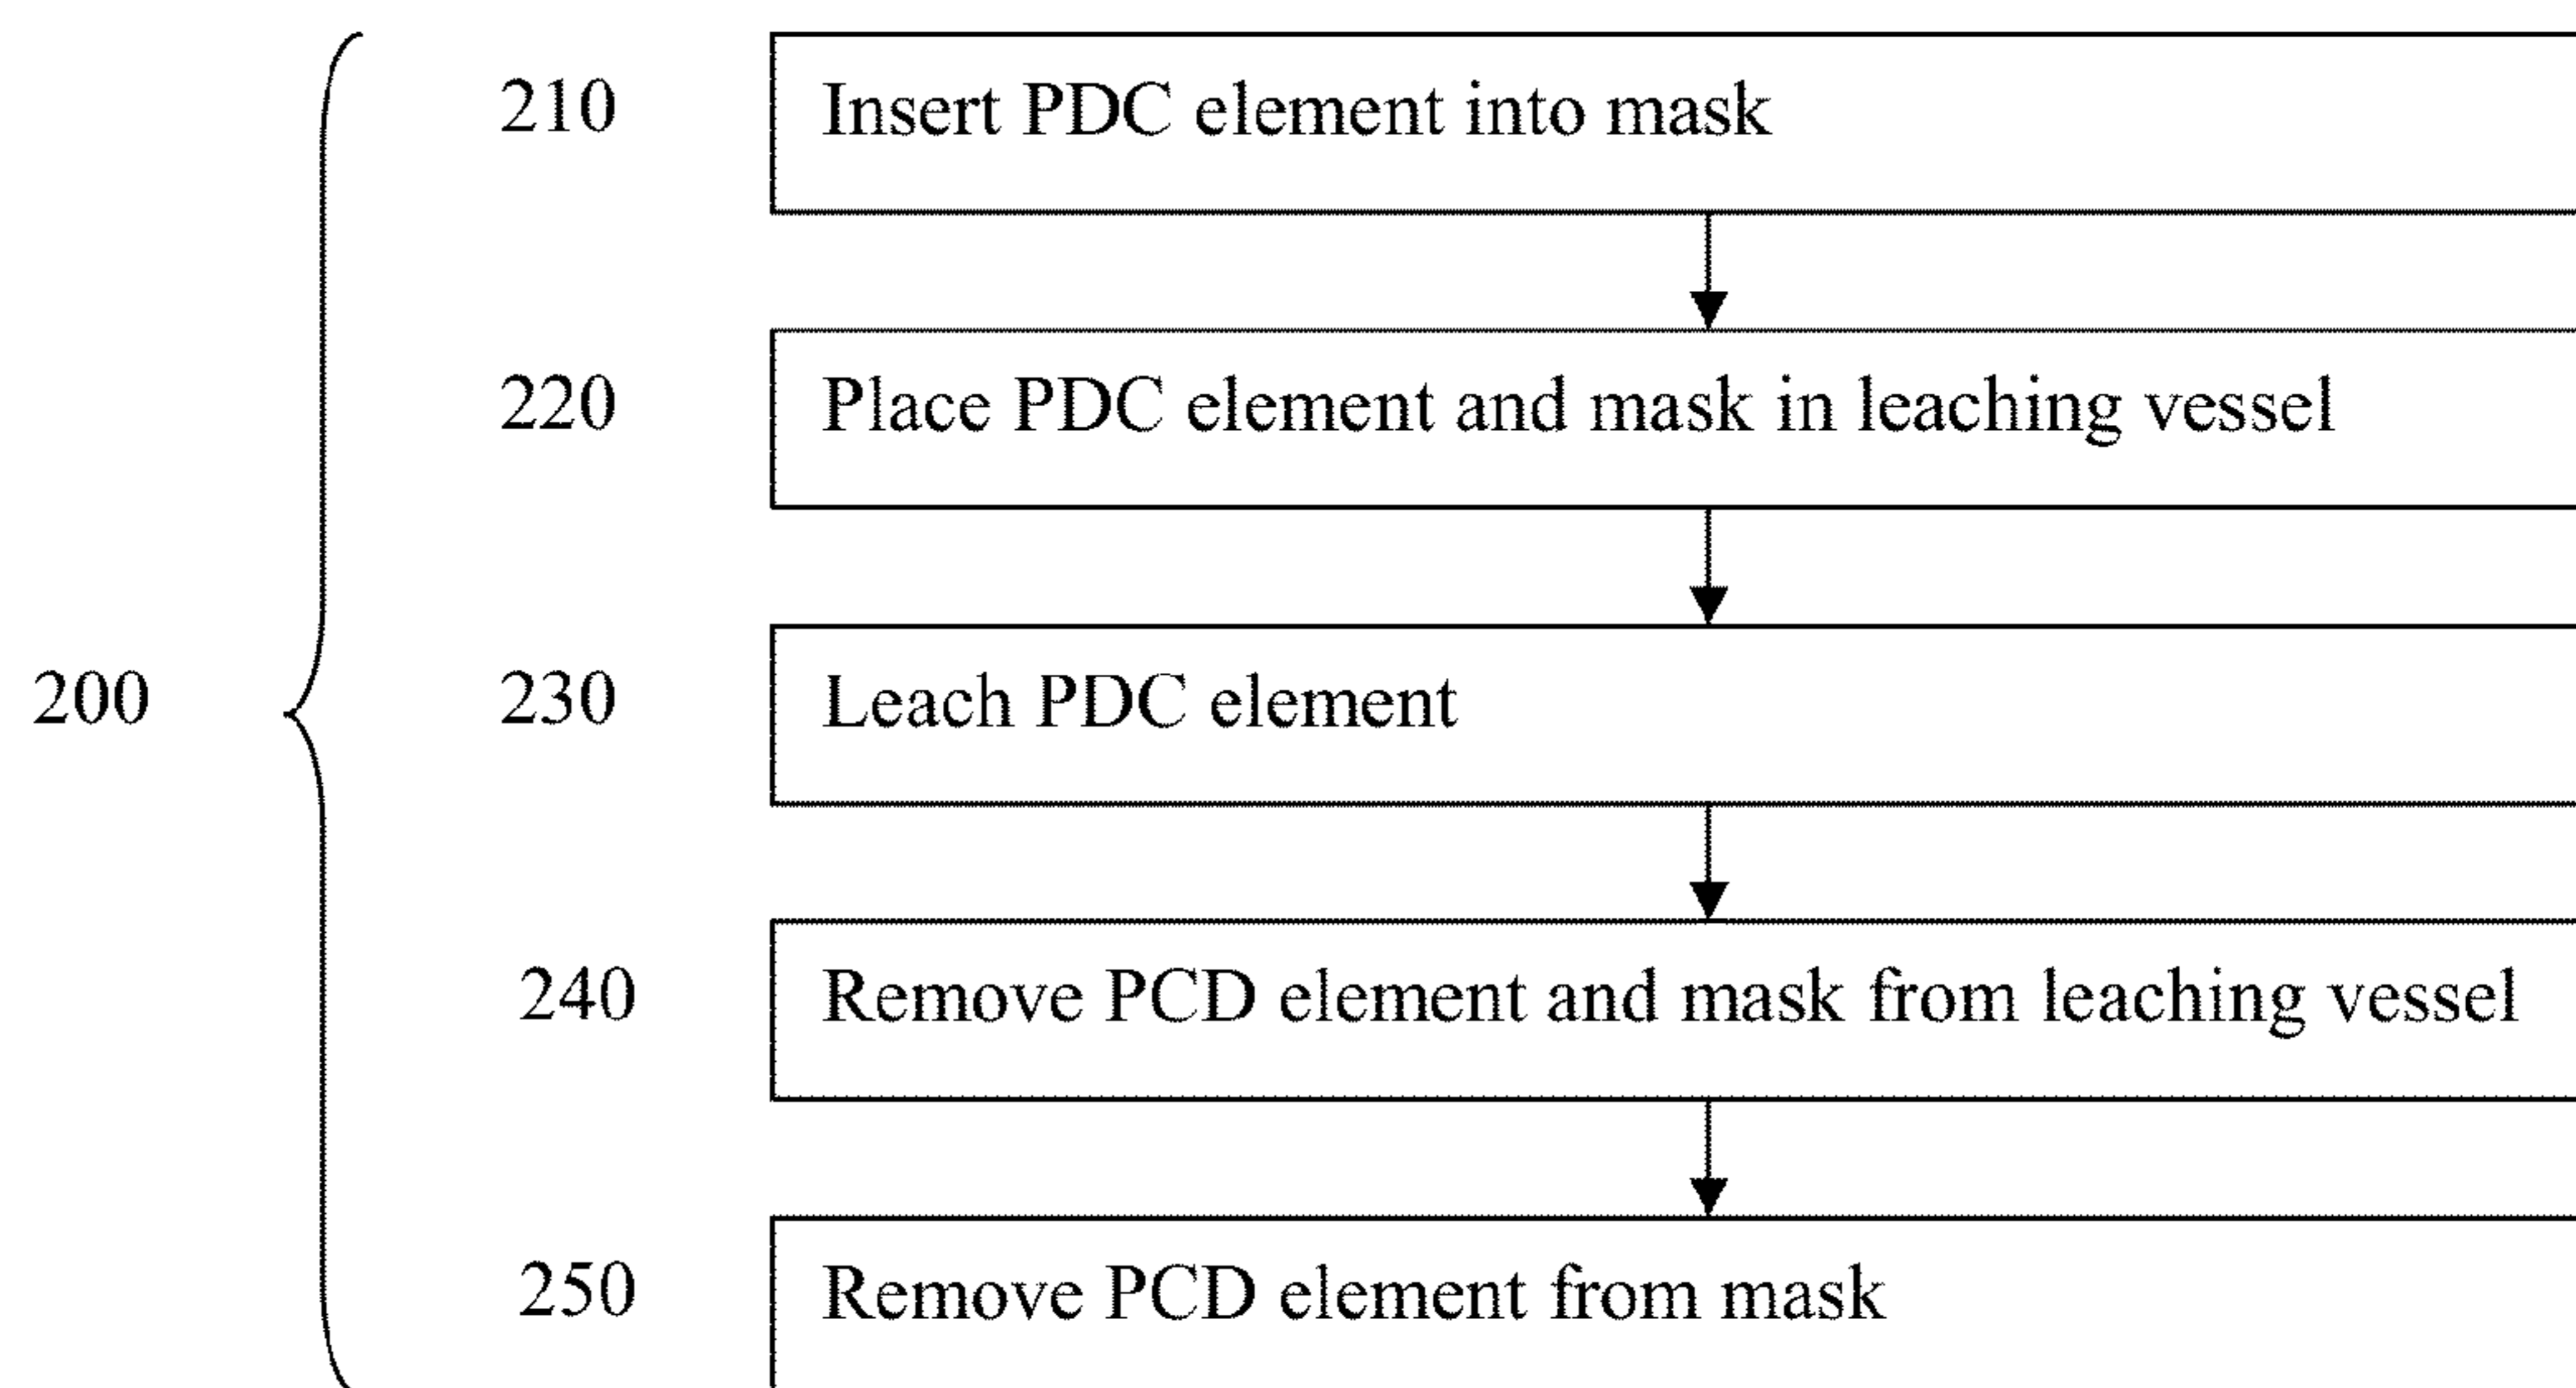 210 Insert PDC element into mask
220 Place PDC element and mask in leaching vessel
200 230 Leach PDC element
240 Remove PCD element and mask from leaching vessel
250 Remove PCD element from mask